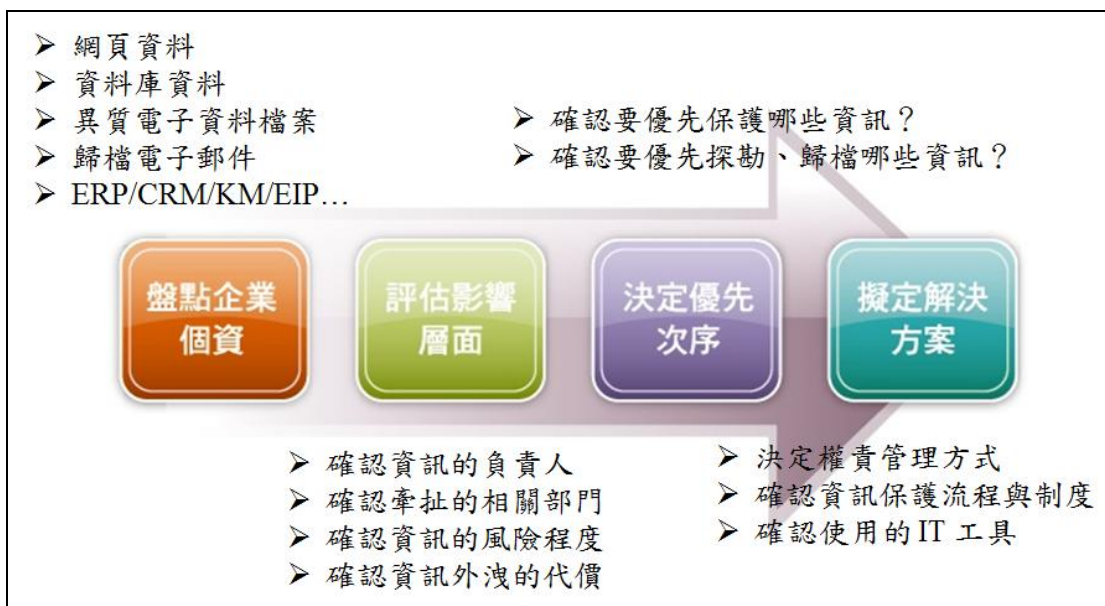 ➢ 網頁資料
➢ 資料庫資料
➢ 異質電子資料檔案
➢ 歸檔電子郵件
➢ ERP/CRM/KM/EIP…
➢ 確認要優先保護哪些資訊？
➢ 確認要優先探勘、歸檔哪些資訊？
盤點企業
個資
評估影響
層面
決定優先
次序
擬定解決
方案
➢ 確認資訊的負責人
➢ 確認牽扯的相關部門
➢ 確認資訊的風險程度
➢ 確認資訊外洩的代價
➢ 決定權責管理方式
➢ 確認資訊保護流程與制度
➢ 確認使用的 IT 工具